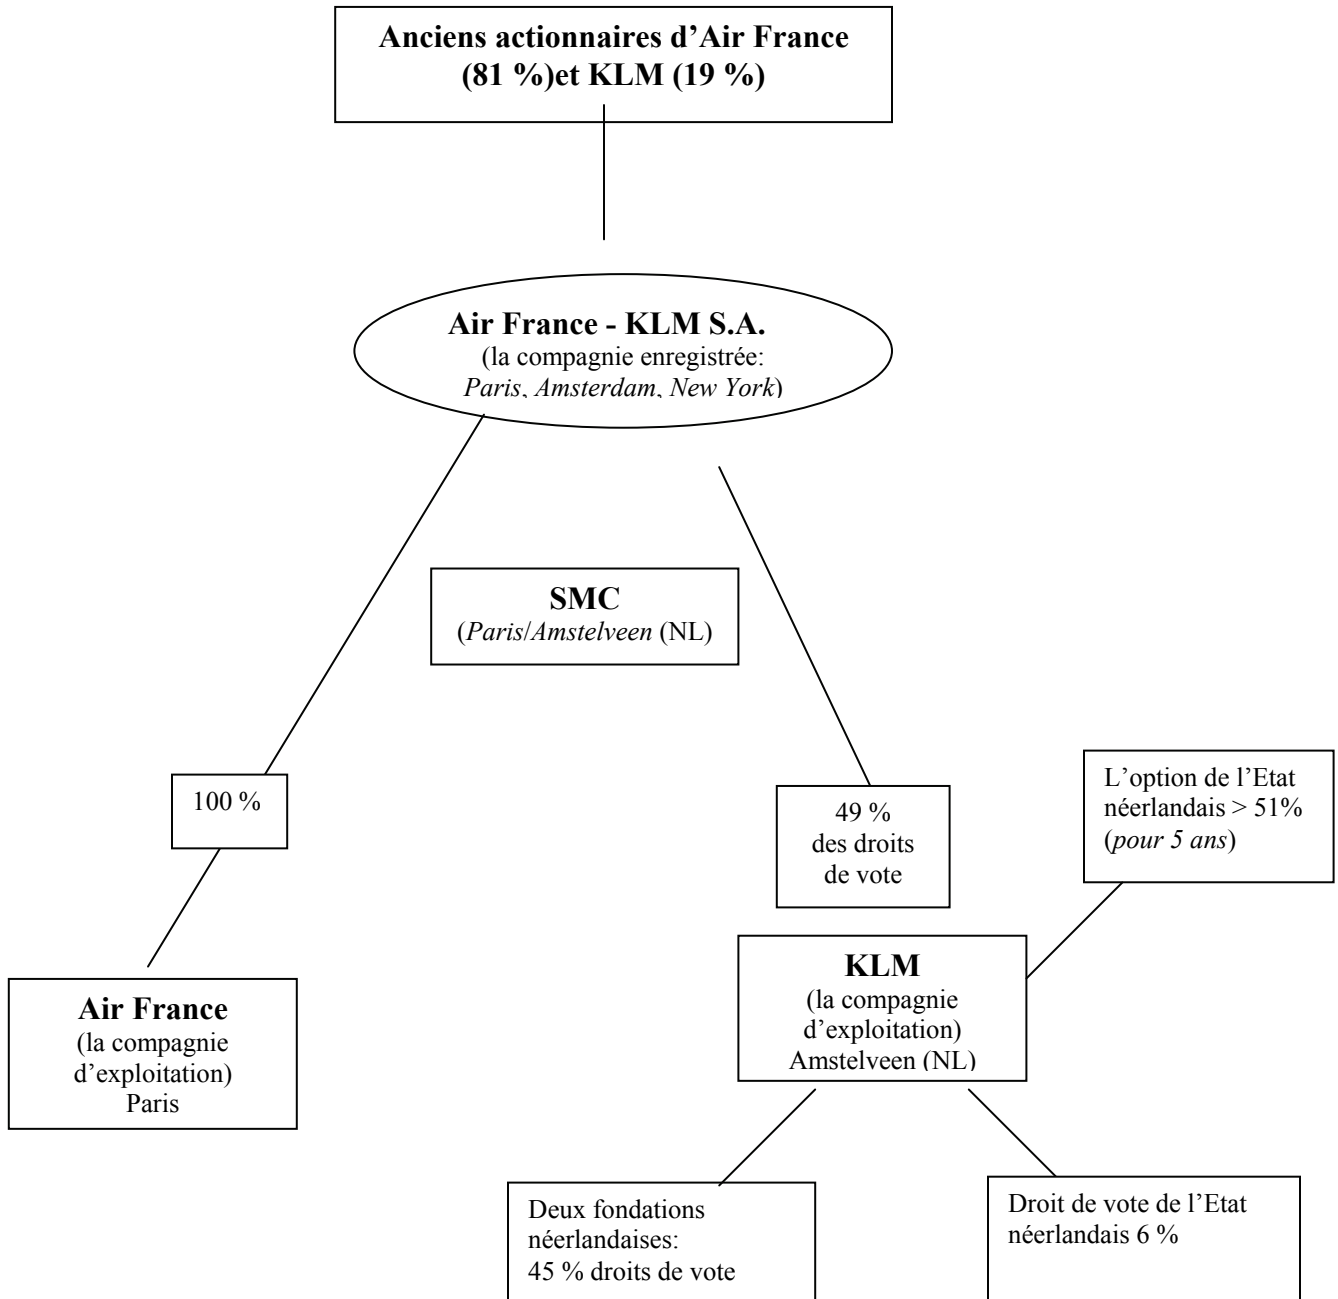 Anciens actionnaires d’Air France
(81 %)et KLM (19 %)
Air France - KLM S.A.
(la compagnie enregistrée:
Paris, Amsterdam, New York)
SMC
(Paris/Amstelveen (NL)
100 %
49 %
des droits
de vote
L’option de l’Etat
néerlandais > 51%
(pour 5 ans)
Air France
(la compagnie
d’exploitation)
Paris
KLM
(la compagnie
d’exploitation)
Amstelveen (NL)
Deux fondations
néerlandaises:
45 % droits de vote
Droit de vote de l’Etat
néerlandais 6 %